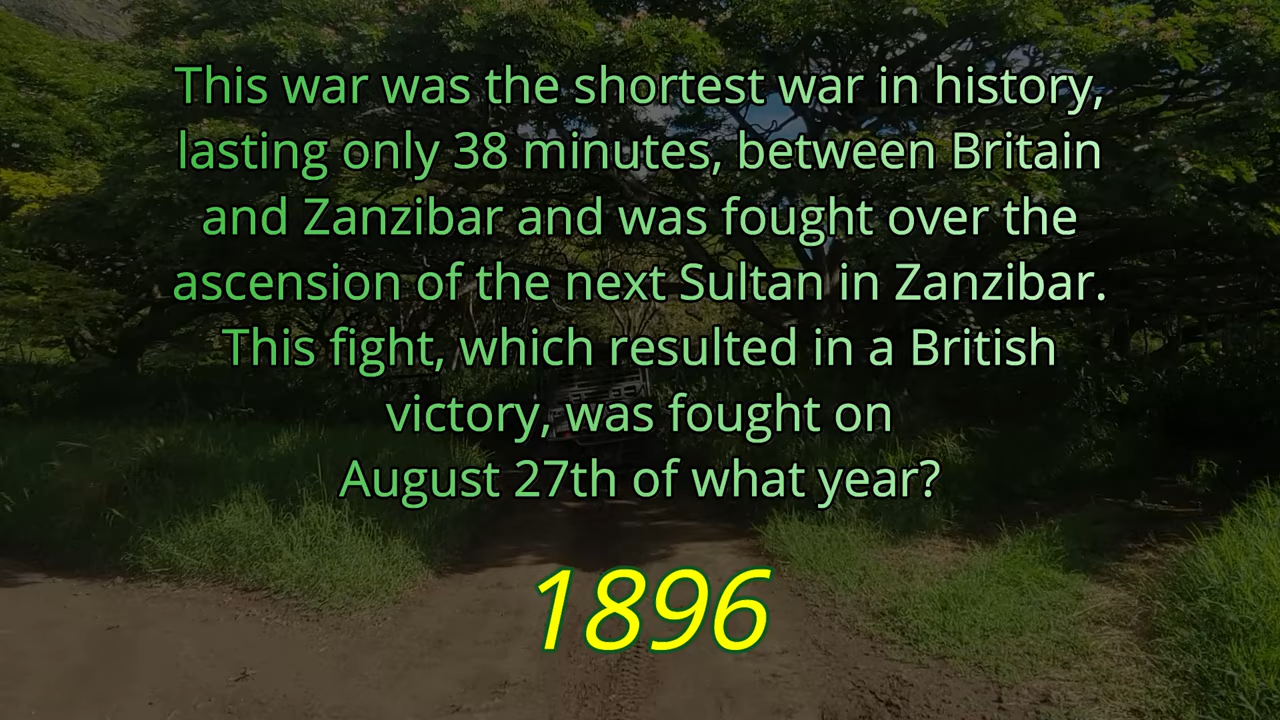 This war was the shortest war in history,
lasting only 38 minutes, between Britain
and Zanzibar and was fought over the
ascension of the next Sultan in Zanzibar.
This fight, which resulted in a British
victory, was fought on
August 27th of what year?
1896